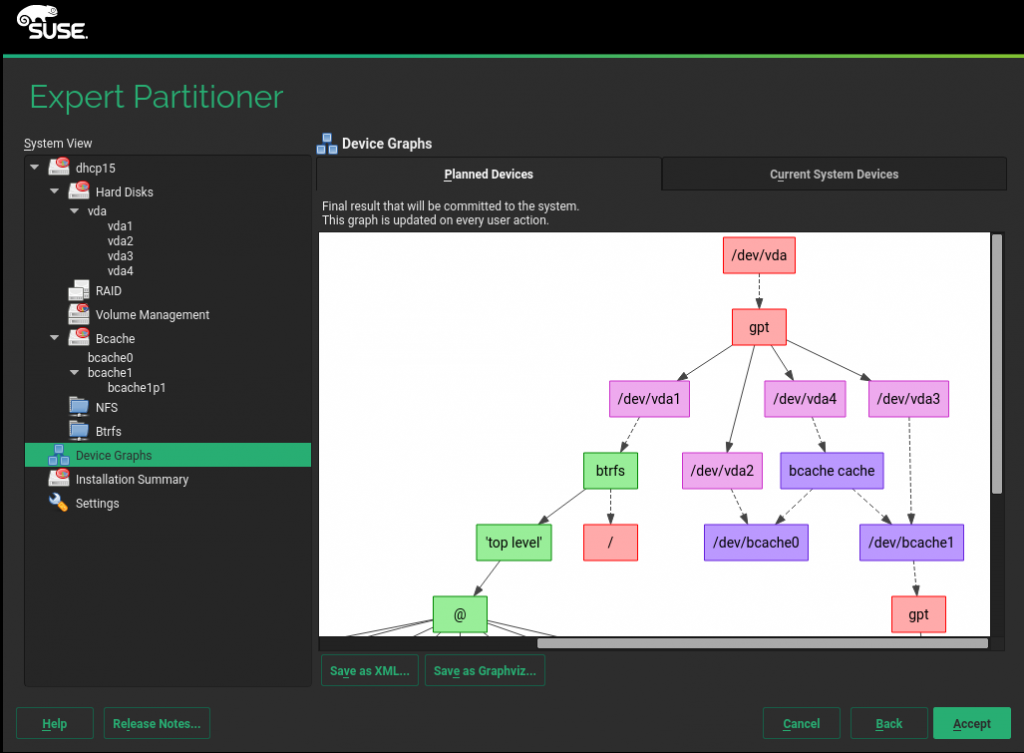 SUSE.
Expert Partitioner
System View
dhcp15
Hard Disks
vda
vda1
vda2
vda3
vda4
RAID
Volume Management
Bcache
bcache0
bcache1
bcache1p1
NFS
Btrfs
Device Graphs
Installation Summary
Settings
Device Graphs
Planned Devices
Current System Devices
Final result that will be committed to the system.
This graph is updated on every user action.
/dev/vda
gpt
/dev/vda1
/dev/vda4
/dev/vda3
btrfs
/dev/vda2
bcache cache
'top level'
/
/dev/bcache0
/dev/bcache1
@
gpt
Save as XML...
Save as Graphviz...
Help
Release Notes...
Cancel
Back
Accept